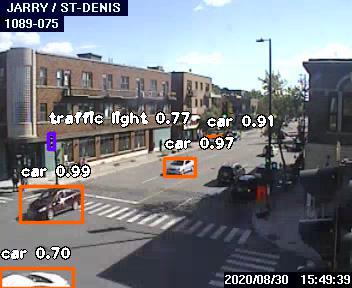 JARRY / ST-DENIS
1089-075
traffic light 0.77
car 0.91
car 0.97
car 0.99
car 0.70
2020/08/30 15:49:39